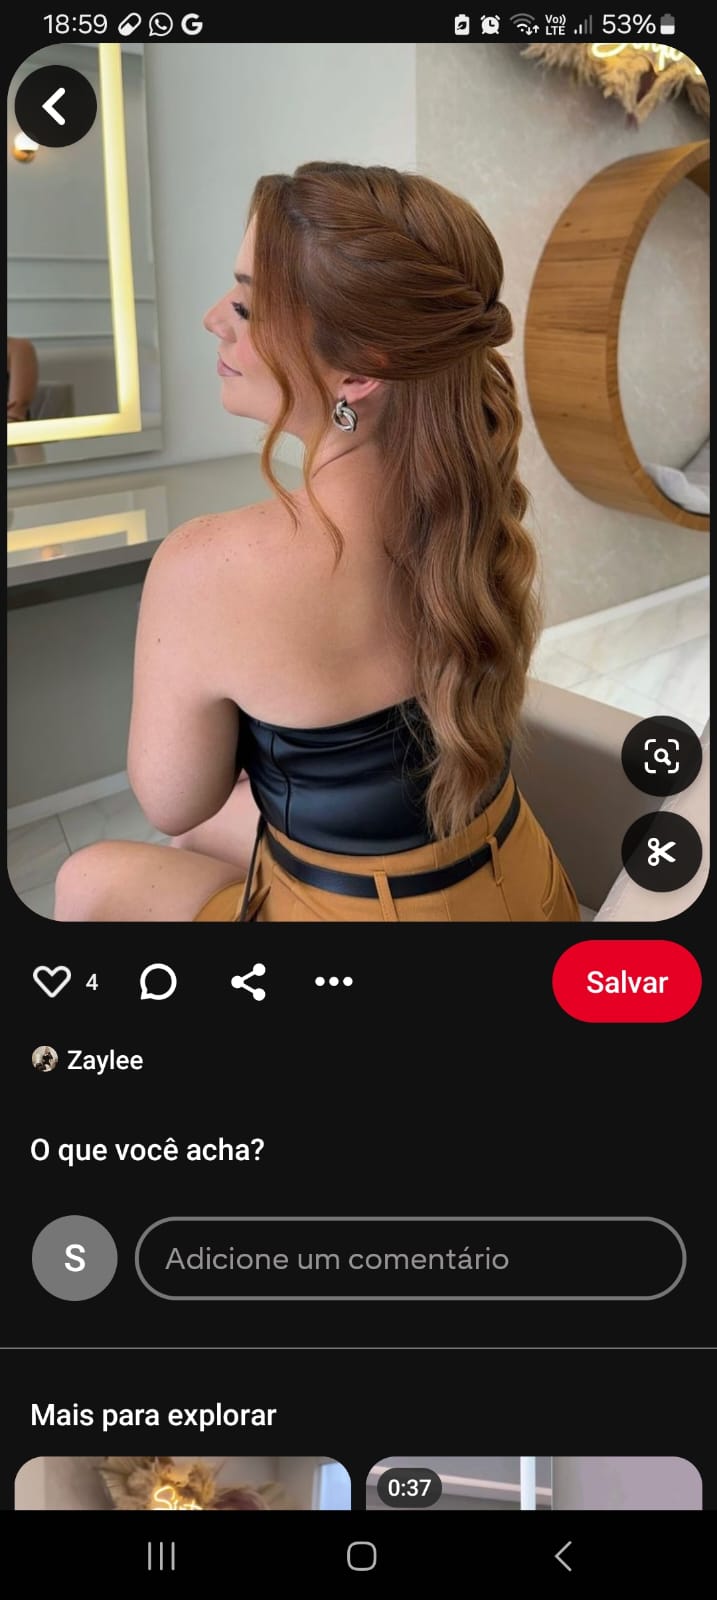 18:59
Vo))
LTE
53%
4
Salvar
Zaylee
O que você acha?
S
Adicione um comentário
Mais para explorar
0:37